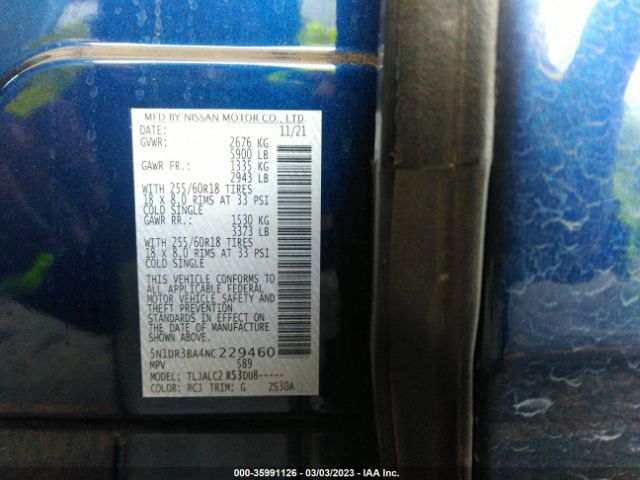 MFD BY NISSAN MOTOR CO., LTD.
DATE: 11/21
GVWR: 2676 KG
5900 LB
GAWR FR.: 1335 KG
2943 LB
WITH 255/60R18 TIRES
18 X 8.0 RIMS AT 33 PSI
COLD SINGLE
GAWR RR.: 1530 KG
3373 LB
WITH 255/60R18 TIRES
18 X 8.0 RIMS AT 33 PSI
COLD SINGLE
THIS VEHICLE CONFORMS TO
ALL APPLICABLE FEDERAL
MOTOR VEHICLE SAFETY AND
THEFT PREVENTION
STANDARDS IN EFFECT ON
THE DATE OF MANUFACTURE
SHOWN ABOVE.
5N1DR3BA4NC229460
MPV 589
MODEL: TLJALC2 R53DU8-----
COLOR: RCJ TRIM: G ZS30A
000-35991126 - 03/03/2023 - IAA Inc.